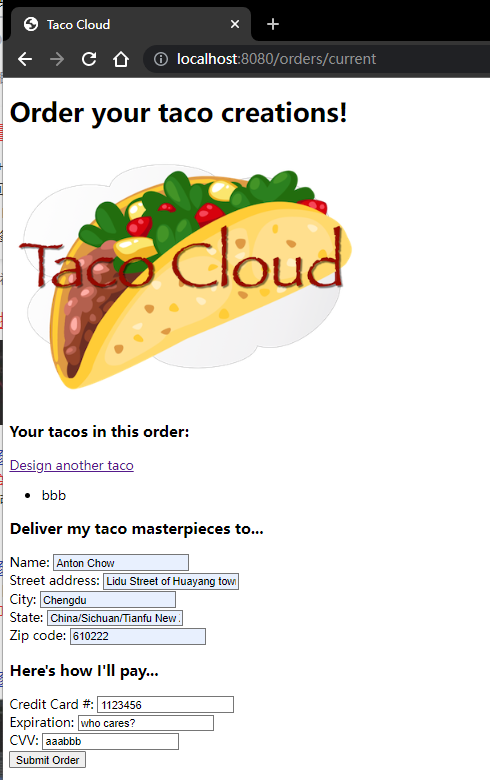 Taco Cloud
localhost:8080/orders/current
Order your taco creations!
Taco Cloud
Your tacos in this order:
Design another taco
bbb
Deliver my taco masterpieces to...
Name: Anton Chow
Street address: Lidu Street of Huayang tow
City: Chengdu
State: China/Sichuan/Tianfu New
Zip code: 610222
Here's how I'll pay...
Credit Card #: 1123456
Expiration: who cares?
CVV: aaabbb
Submit Order